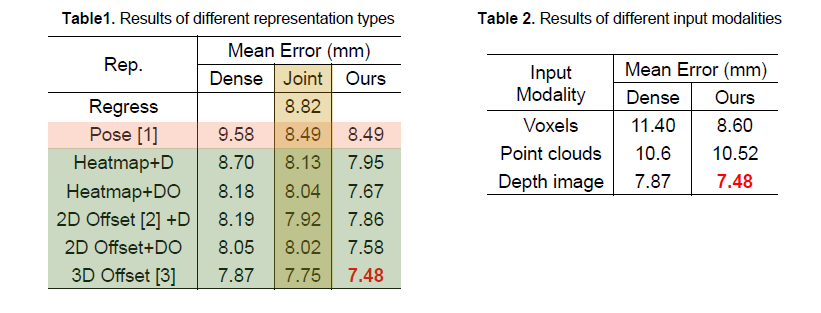 Table1. Results of different representation types
Rep. Mean Error (mm)
Dense Joint Ours
Regress 8.82
Pose [1] 9.58 8.49 8.49
Heatmap+D 8.70 8.13 7.95
Heatmap+DO 8.18 8.04 7.67
2D Offset [2] +D 8.19 7.92 7.86
2D Offset+DO 8.05 8.02 7.58
3D Offset [3] 7.87 7.75 7.48
Table 2. Results of different input modalities
Input Modality Mean Error (mm)
Dense Ours
Voxels 11.40 8.60
Point clouds 10.6 10.52
Depth image 7.87 7.48